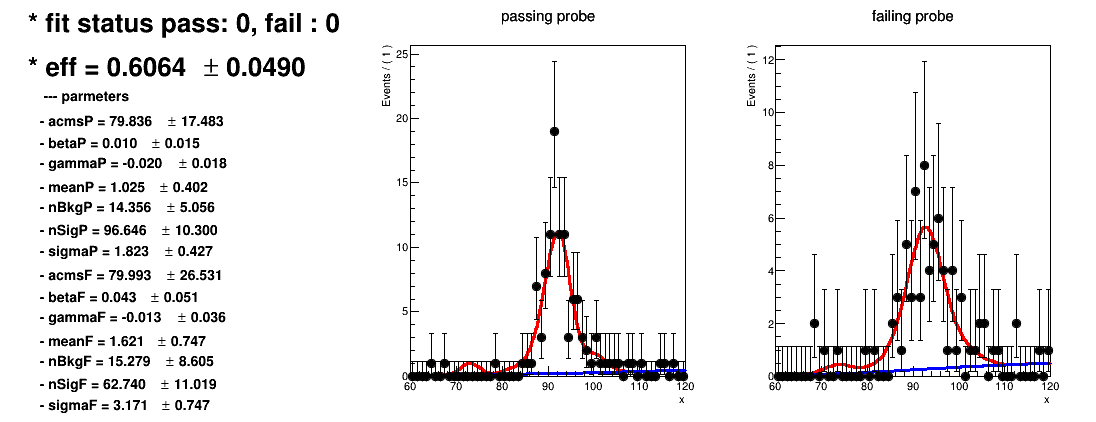 * fit status pass: 0, fail : 0
* eff = 0.6064 ± 0.0490
--- parmeters
- acmsP = 79.836 ± 17.483
- betaP = 0.010 ± 0.015
- gammaP = -0.020 ± 0.018
- meanP = 1.025 ± 0.402
- nBkgP = 14.356 ± 5.056
- nSigP = 96.646 ± 10.300
- sigmaP = 1.823 ± 0.427
- acmsF = 79.993 ± 26.531
- betaF = 0.043 ± 0.051
- gammaF = -0.013 ± 0.036
- meanF = 1.621 ± 0.747
- nBkgF = 15.279 ± 8.605
- nSigF = 62.740 ± 11.019
- sigmaF = 3.171 ± 0.747
passing probe
Events / ( 1 )
25
20
15
10
5
0
60 70 80 90 100 110 120
x
failing probe
Events / ( 1 )
12
10
8
6
4
2
0
60 70 80 90 100 110 120
x